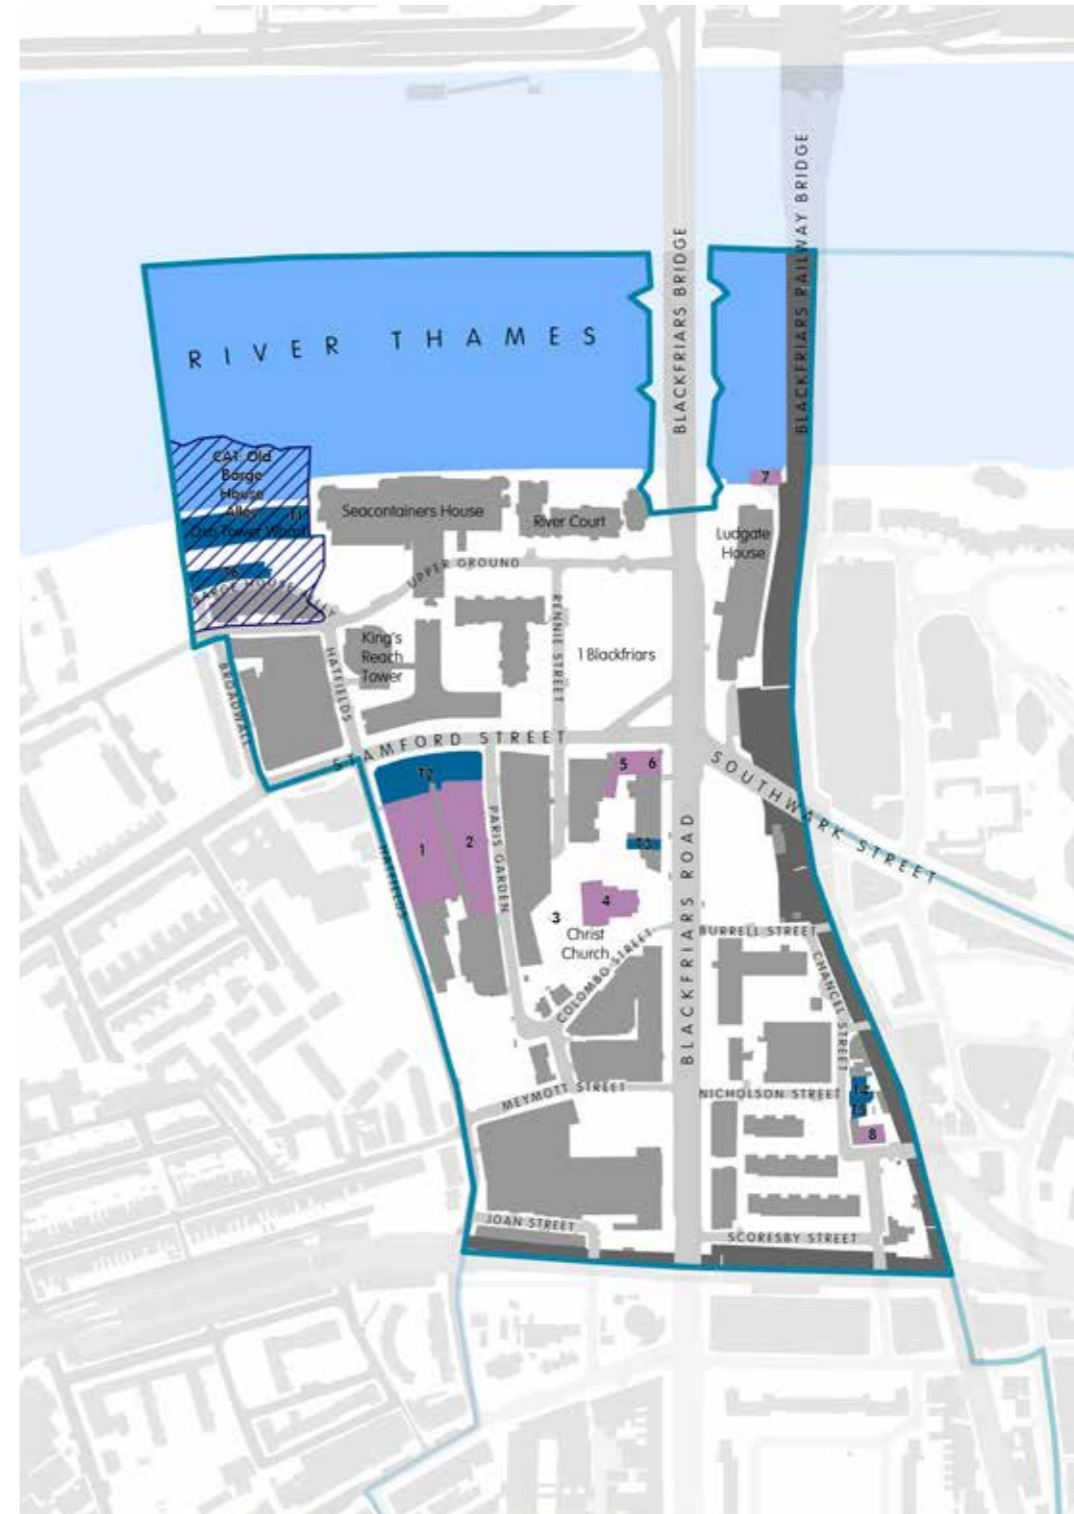 BLACKFRIARS BRIDGE
BLACKFRIARS RAILWAY BRIDGE
RIVER THAMES
CA1: Old
Barge
House
Alley
T1
Oxo Tower Wharf
BARGE HOUSE ALLEY
Seacontainers House
River Court
7
Ludgate
House
UPPER GROUND
RENNIE STREET
King's
Reach
Tower
1 Blackfriars
BROADWALL
HATFIELDS
STAMFORD STREET
SOUTHWARK STREET
T2
5
6
1
2
HATFIELDS
PARIS GARDEN
T3
BLACKFRIARS ROAD
4
3
Christ
Church
COLOMBO STREET
BURRELL STREET
CHANCEL STREET
MEYMOTT STREET
NICHOLSON STREET
T4
T5
8
JOAN STREET
SCORESBY STREET